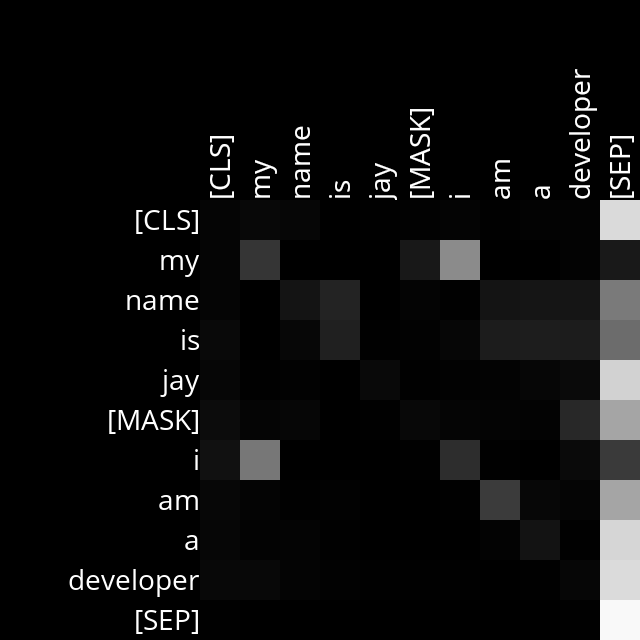 [CLS] my name is jay [MASK] i am a developer [SEP]
[CLS]
my
name
is
jay
[MASK]
i
am
a
developer
[SEP]